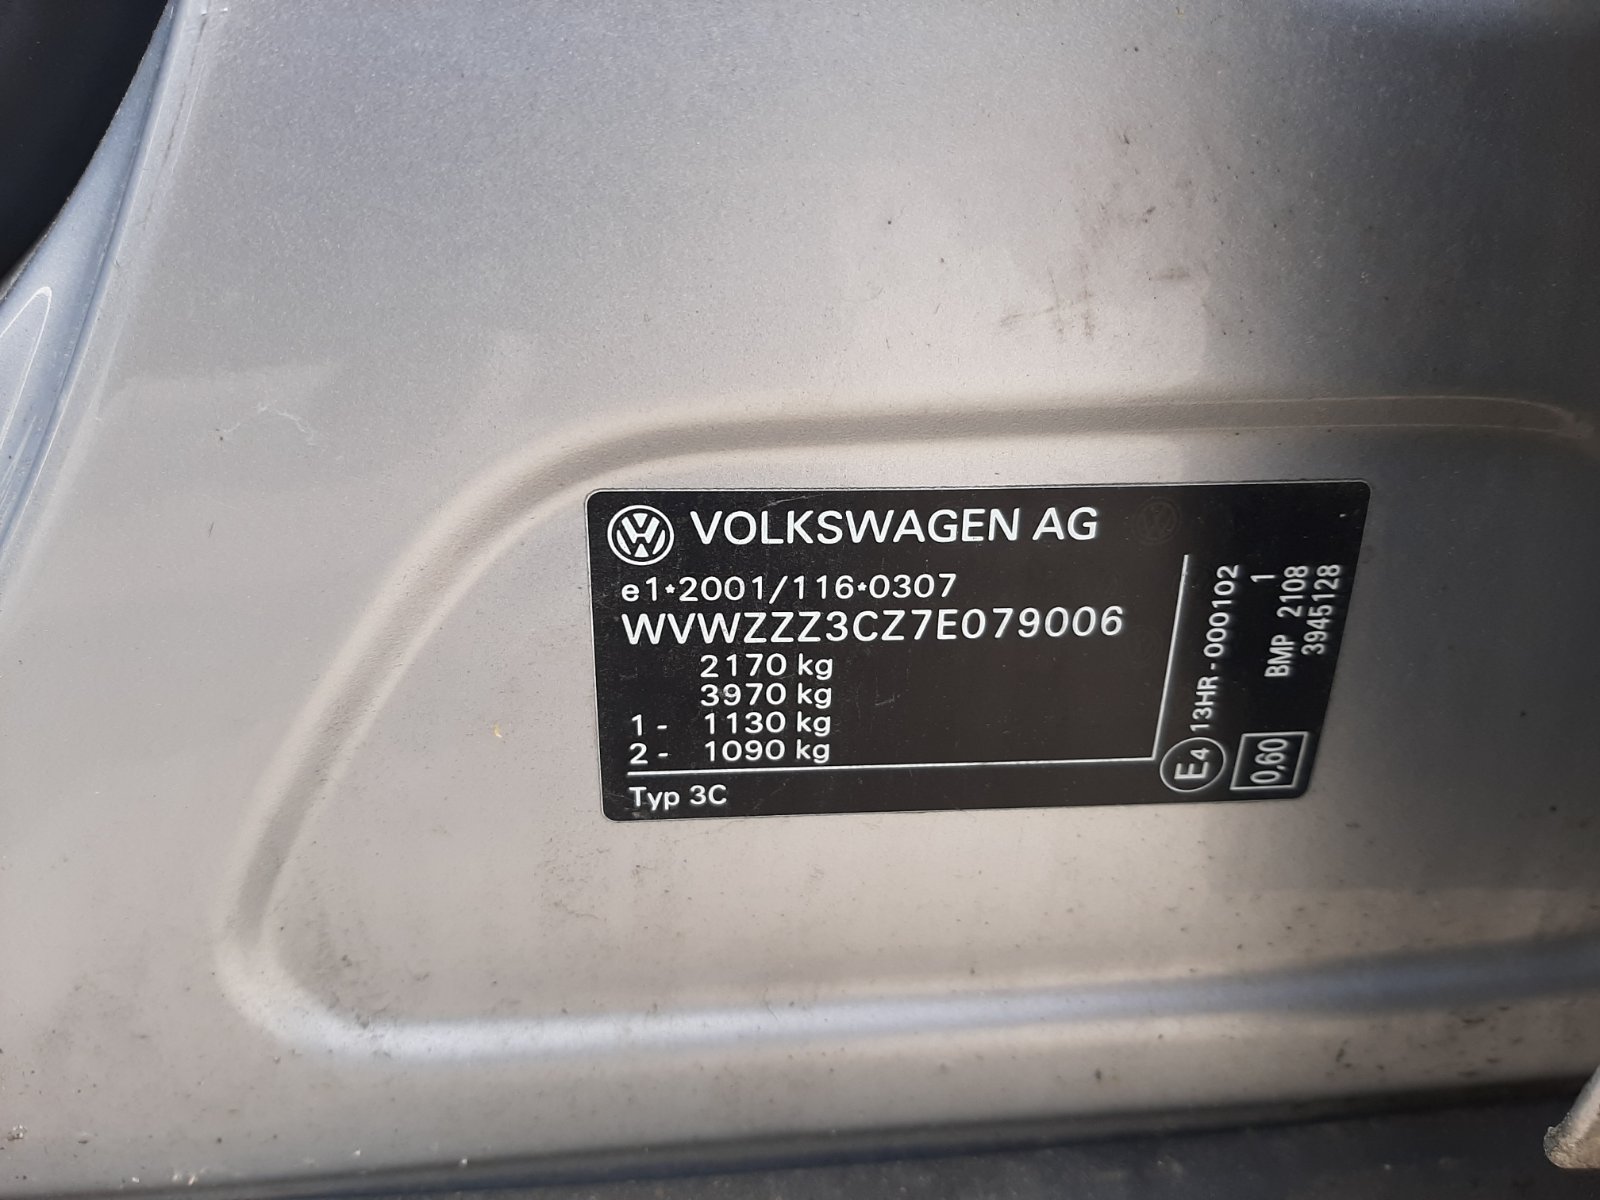 VOLKSWAGEN AG
e1*2001/116*0307
WVWZZZ3CZ7E079006
2170 kg
3970 kg
1 - 1130 kg
2 - 1090 kg
Typ 3C
E4 13HR-000102
0,60
1
BMP 2108
3945128